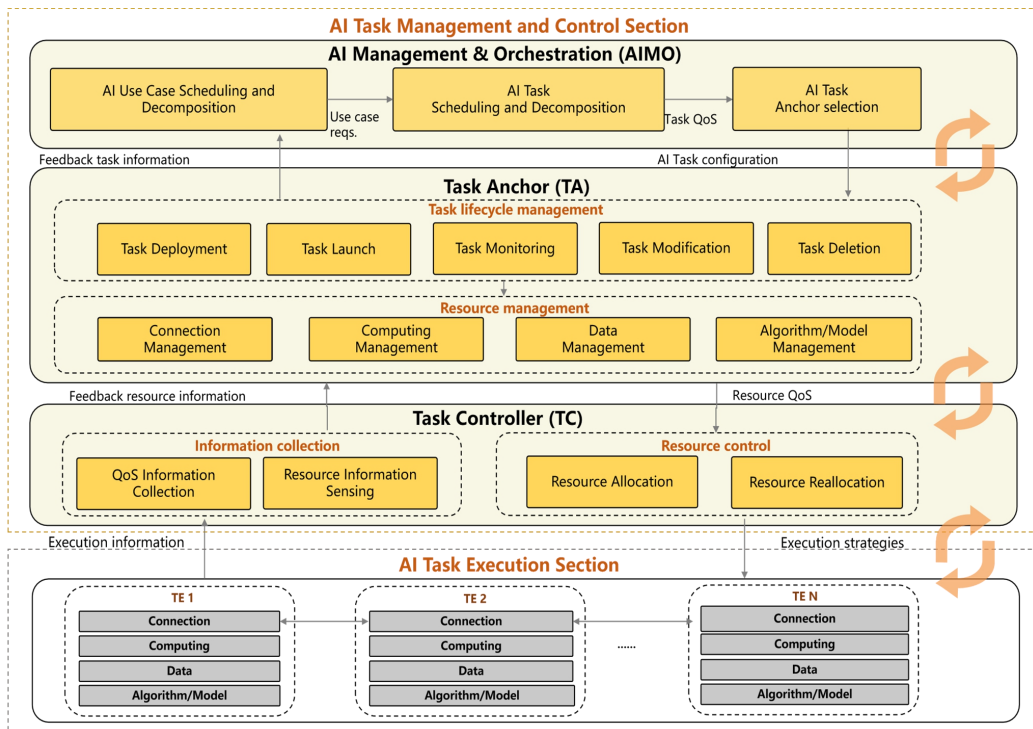 AI Task Management and Control Section
AI Management & Orchestration (AIMO)
AI Use Case Scheduling and
Decomposition
Use case
reqs.
AI Task
Scheduling and Decomposition
Task QoS
AI Task
Anchor selection
Feedback task information
AI Task configuration
Task Anchor (TA)
Task lifecycle management
Task Deployment
Task Launch
Task Monitoring
Task Modification
Task Deletion
Resource management
Connection
Management
Computing
Management
Data
Management
Algorithm/Model
Management
Feedback resource information
Resource QoS
Task Controller (TC)
Information collection
QoS Information
Collection
Resource Information
Sensing
Resource control
Resource Allocation
Resource Reallocation
Execution information
Execution strategies
AI Task Execution Section
TE 1
Connection
Computing
Data
Algorithm/Model
TE 2
Connection
Computing
Data
Algorithm/Model
......
TE N
Connection
Computing
Data
Algorithm/Model